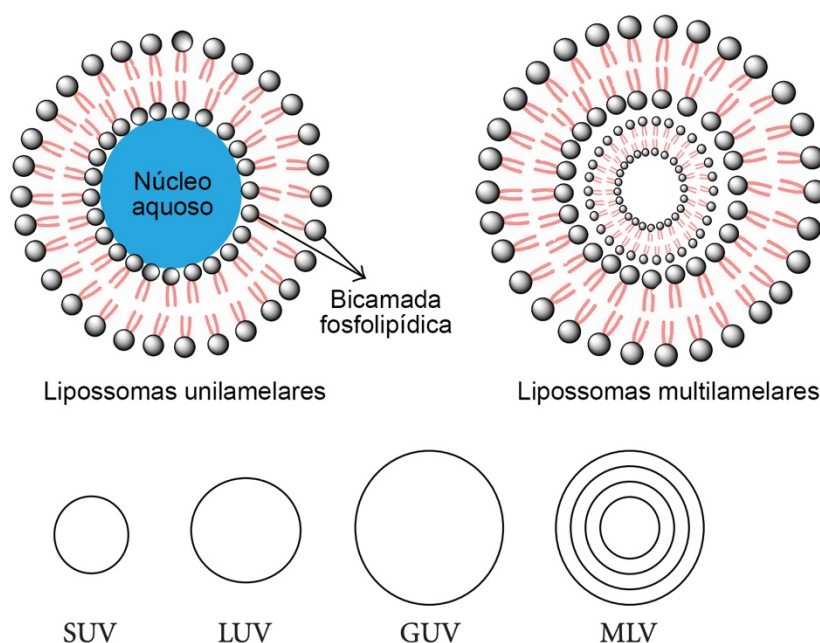 Núcleo
aquoso
Bicamada
fosfolipídica
Lipossomas unilamelares
Lipossomas multilamelares
SUV
LUV
GUV
MLV